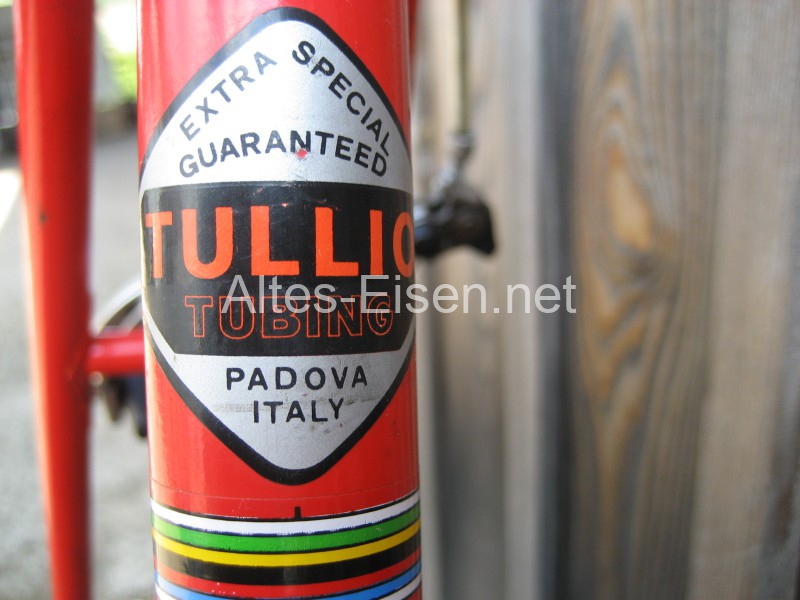 EXTRA SPECIAL
GUARANTEED
TULLIO
TUBING
PADOVA
ITALY
Altes-Eisen.net